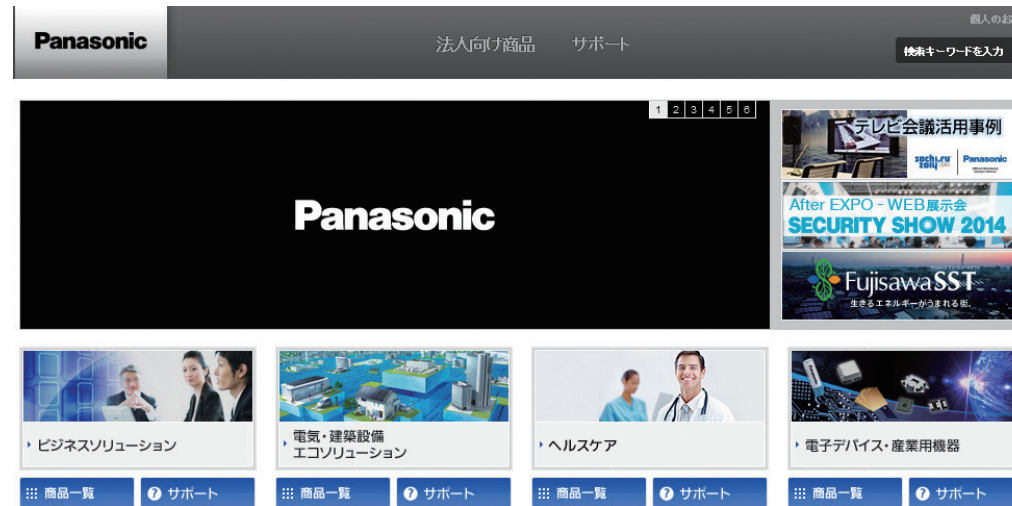 個人のお
Panasonic
法人向け商品 サポート
検索キーワードを入力
1 2 3 4 5 6
Panasonic
テレビ会議活用事例
sochi.ru 2014
Panasonic
After EXPO - WEB展示会
SECURITY SHOW 2014
FujisawaSST
生きるエネルギーがうまれる街。
ビジネスソリューション
電気・建築設備
エコソリューション
ヘルスケア
電子デバイス・産業用機器
商品一覧 ? サポート
商品一覧 ? サポート
商品一覧 ? サポート
商品一覧 ? サポート